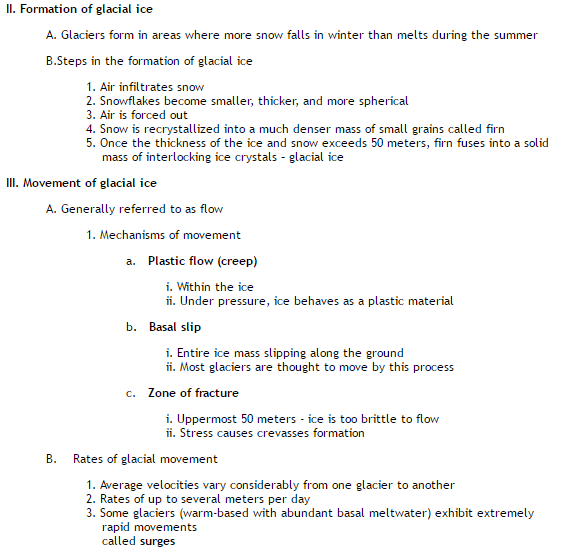 II. Formation of glacial ice
A. Glaciers form in areas where more snow falls in winter than melts during the summer
B.Steps in the formation of glacial ice
1. Air infiltrates snow
2. Snowflakes become smaller, thicker, and more spherical
3. Air is forced out
4. Snow is recrystallized into a much denser mass of small grains called firn
5. Once the thickness of the ice and snow exceeds 50 meters, firn fuses into a solid
mass of interlocking ice crystals - glacial ice
III. Movement of glacial ice
A. Generally referred to as flow
1. Mechanisms of movement
a. Plastic flow (creep)
i. Within the ice
ii. Under pressure, ice behaves as a plastic material
b. Basal slip
i. Entire ice mass slipping along the ground
ii. Most glaciers are thought to move by this process
c. Zone of fracture
i. Uppermost 50 meters - ice is too brittle to flow
ii. Stress causes crevasses formation
B. Rates of glacial movement
1. Average velocities vary considerably from one glacier to another
2. Rates of up to several meters per day
3. Some glaciers (warm-based with abundant basal meltwater) exhibit extremely
rapid movements
called surges